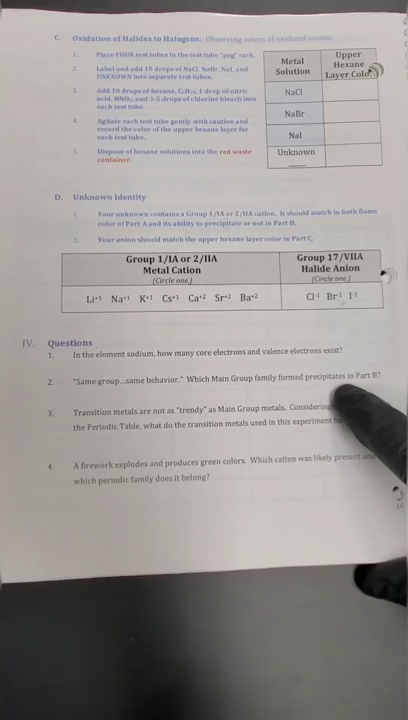 C. Oxidation of Halides to Halogens: Observing colors of oxidized anions.
1. Place FOUR test tubes in the test tube "peg" rack.
2. Label and add 10 drops of NaCl, NaBr, NaI, and
UNKNOWN into separate test tubes.
3. Add 10 drops of hexane, C₆H₁₄, 1 drop of nitric
acid, HNO₃, and 3-5 drops of chlorine bleach into
each test tube.
4. Agitate each test tube gently with caution and
record the color of the upper hexane layer for
each test tube.
5. Dispose of hexane solutions into the red waste
container.
Metal Solution
Upper Hexane Layer Color
NaCl
NaBr
NaI
Unknown
D. Unknown Identity
1. Your unknown contains a Group 1/IA or 2/IIA cation. It should match in both flame
color of Part A and its ability to precipitate or not in Part B.
2. Your anion should match the upper hexane layer color in Part C.
Group 1/IA or 2/IIA
Metal Cation
(Circle one.)
Group 17/VIIA
Halide Anion
(Circle one.)
Li⁺¹ Na⁺¹ K⁺¹ Cs⁺¹ Ca⁺² Sr⁺² Ba⁺²
Cl⁻¹ Br⁻¹ I⁻¹
IV. Questions
1. In the element sodium, how many core electrons and valence electrons exist?
2. "Same group...same behavior." Which Main Group family formed precipitates in Part B?
3. Transition metals are not as "trendy" as Main Group metals. Considering
the Periodic Table, what do the transition metals used in this experiment
4. A firework explodes and produces green colors. Which cation was likely present and
which periodic family does it belong?
16